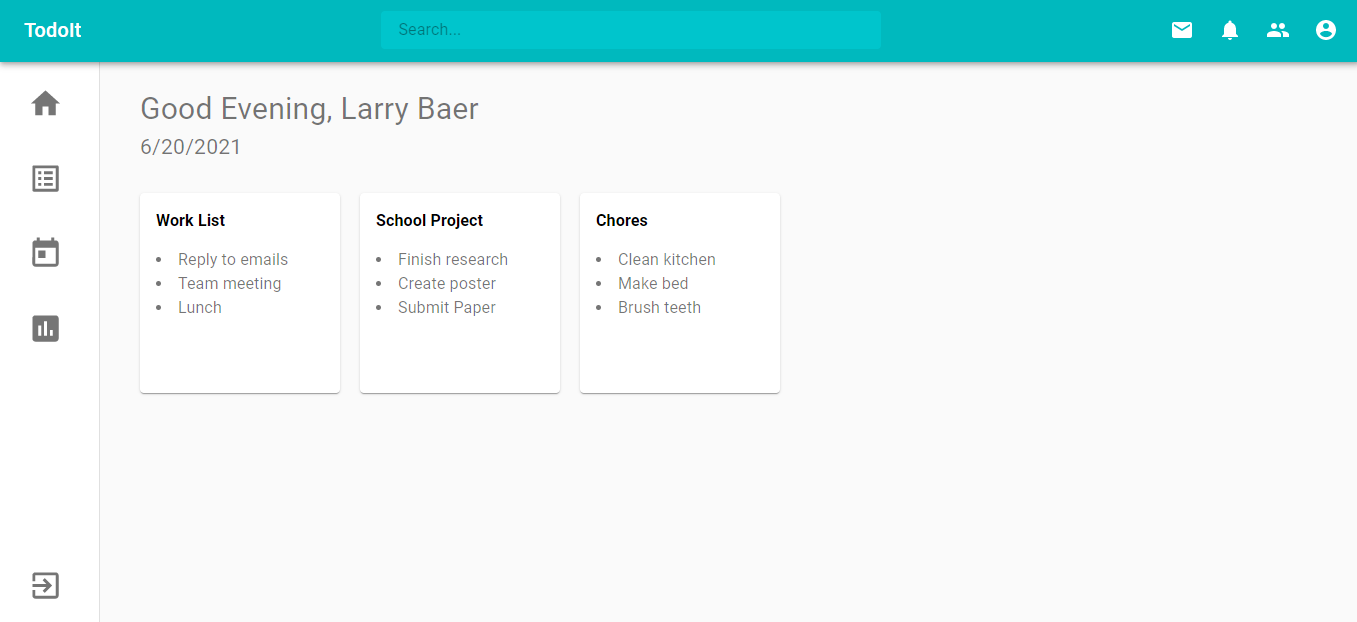 TodoIt
Search...
Good Evening, Larry Baer
6/20/2021
Work List
• Reply to emails
• Team meeting
• Lunch
School Project
• Finish research
• Create poster
• Submit Paper
Chores
• Clean kitchen
• Make bed
• Brush teeth